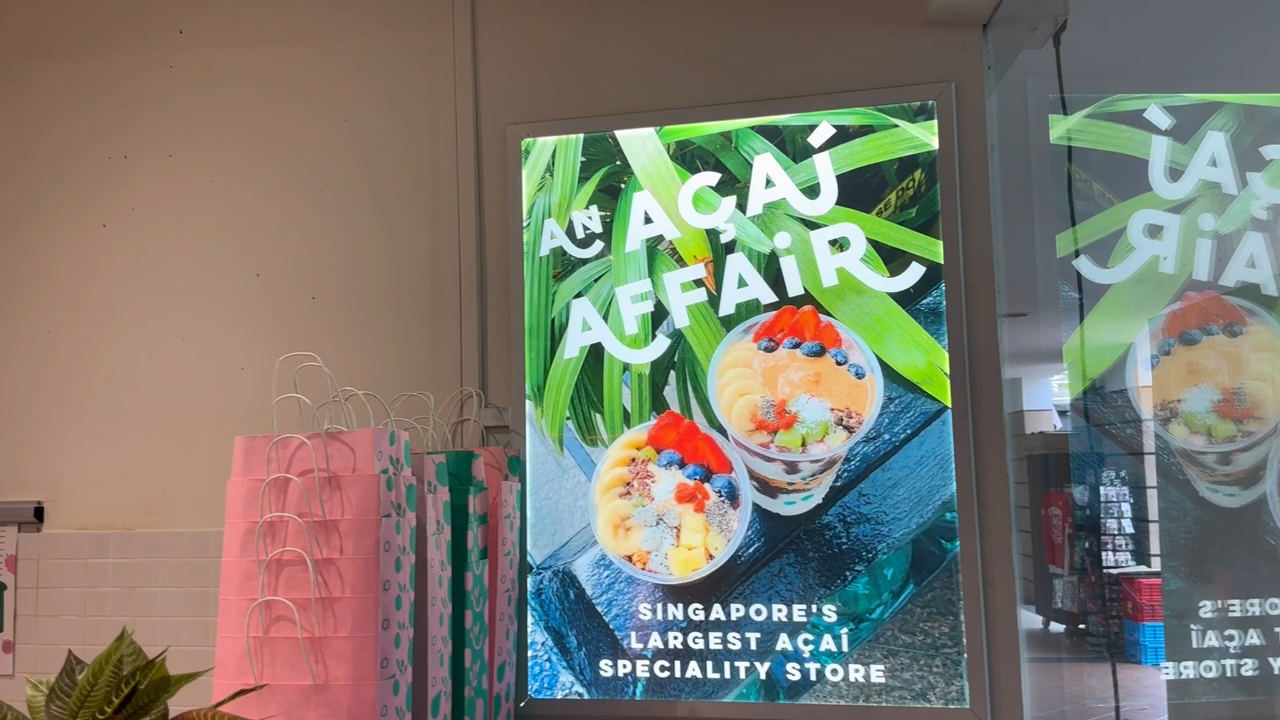 AN AÇAÍ
AFFAIR
SINGAPORE'S
LARGEST AÇAÍ
SPECIALITY STORE